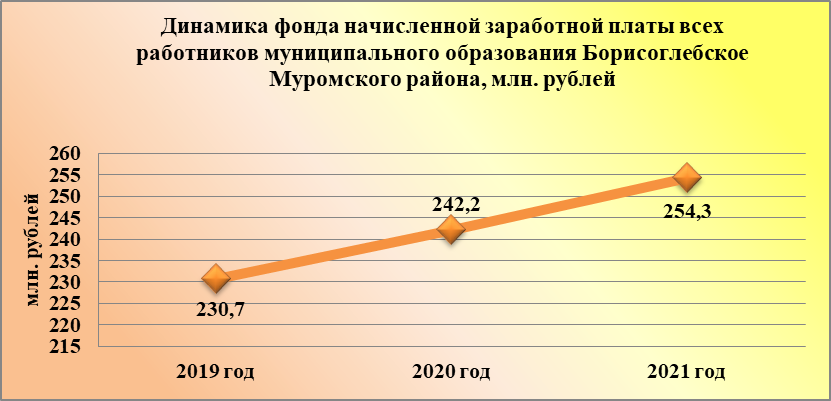 Динамика фонда начисленной заработной платы всех
работников муниципального образования Борисоглебское
Муромского района, млн. рублей
млн. рублей
260
255
250
245
240
235
230
225
220
215
230,7
242,2
254,3
2019 год
2020 год
2021 год